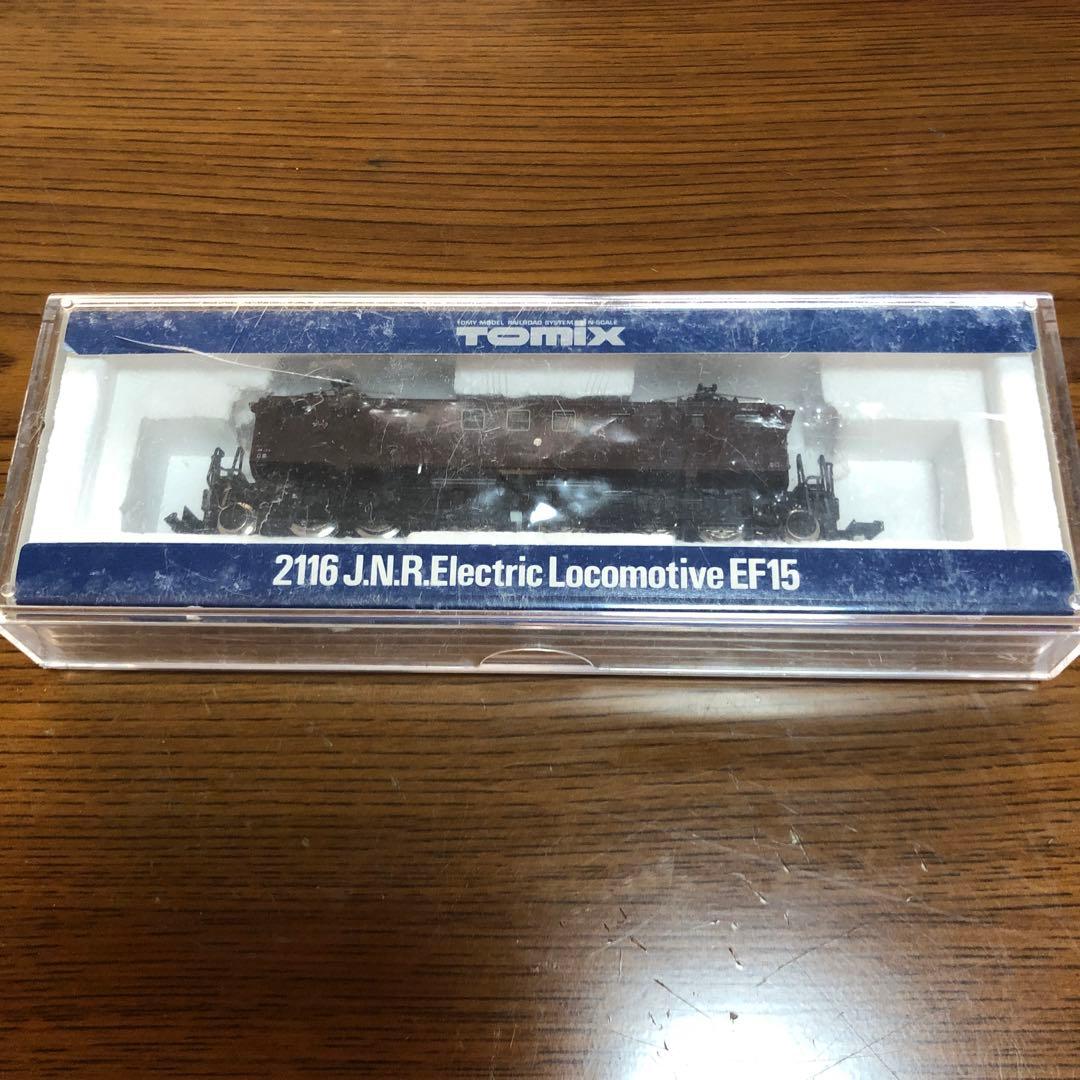 TOMY MODEL RAILROAD SYSTEM N-SCALE
TOMIX
2116 J.N.R.Electric Locomotive EF15